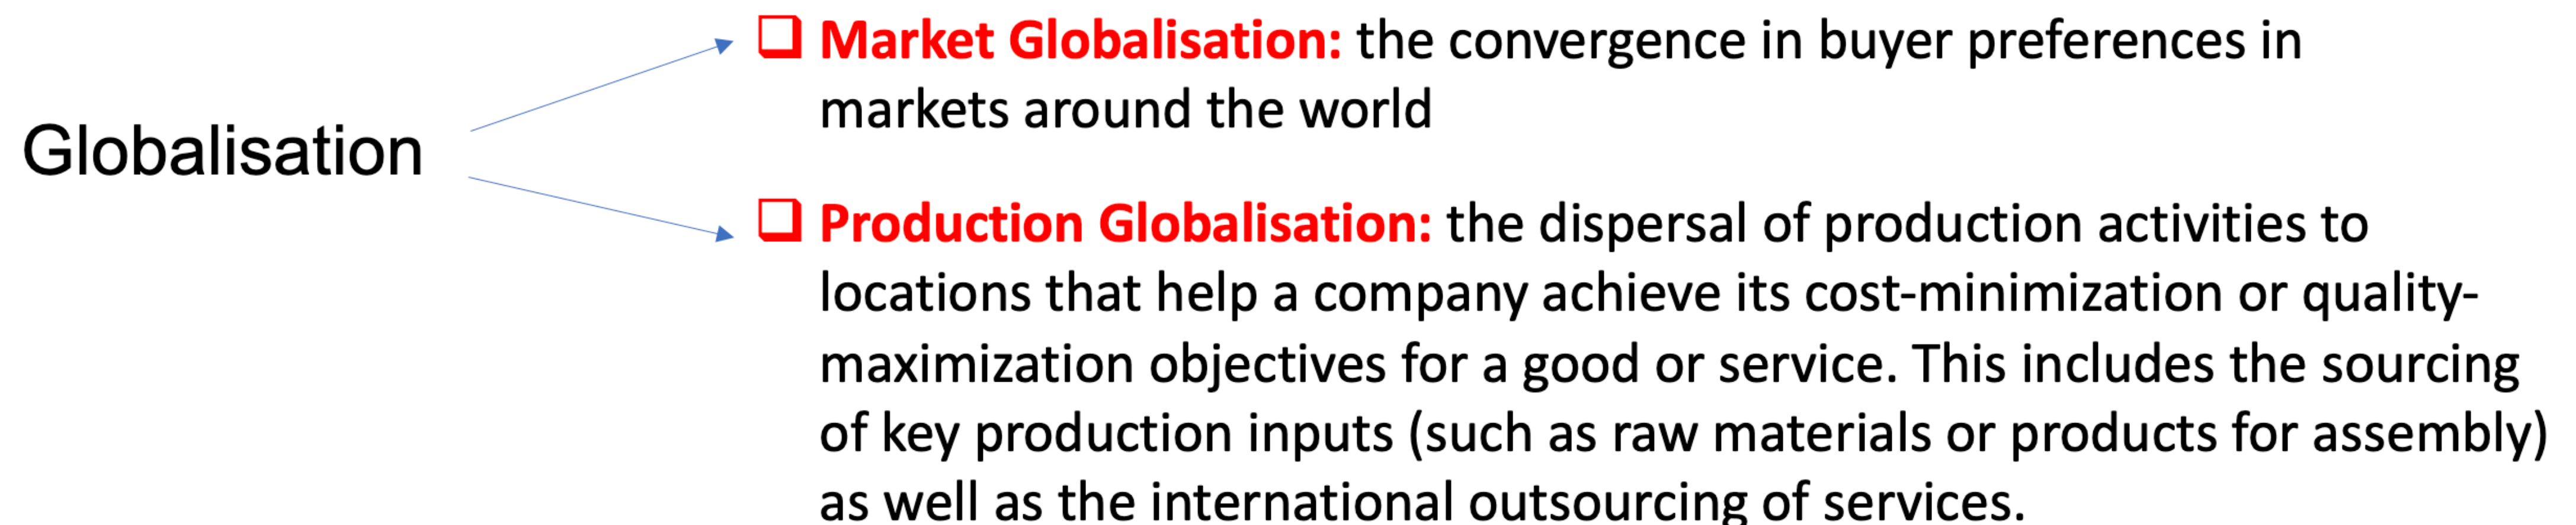 Globalisation
Market Globalisation: the convergence in buyer preferences in
markets around the world
Production Globalisation: the dispersal of production activities to
locations that help a company achieve its cost-minimization or quality-
maximization objectives for a good or service. This includes the sourcing
of key production inputs (such as raw materials or products for assembly)
as well as the international outsourcing of services.